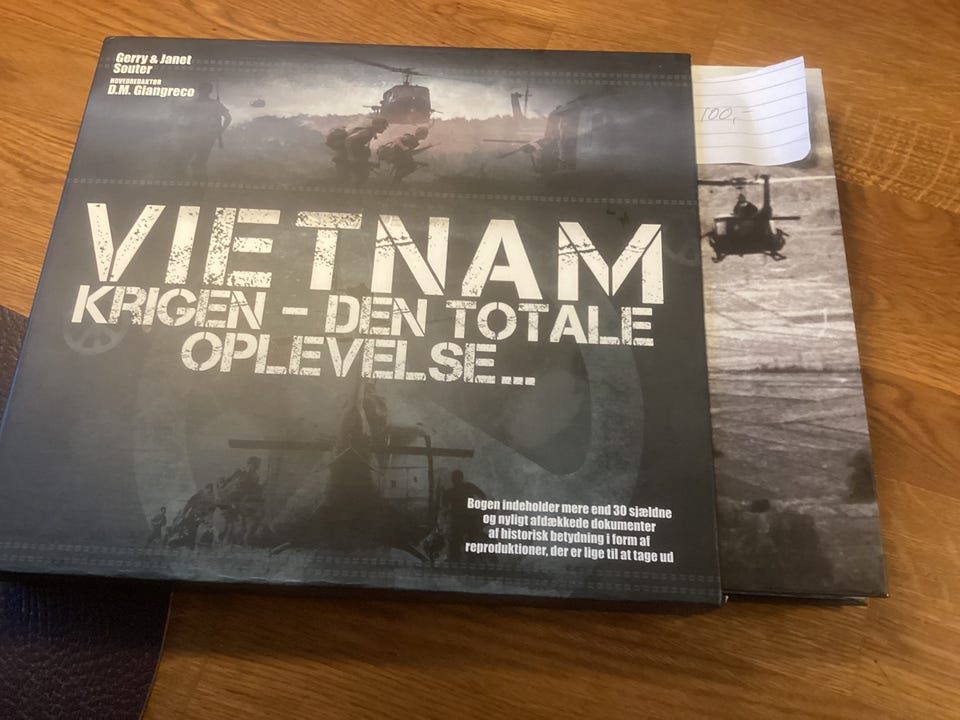 Gerry & Janet
Souter
HOVEDREDAKTØR
D.M. Giangreco
100,-
VIETNAM
KRIGEN - DEN TOTALE
OPLEVELSE...
Bogen indeholder mere end 30 sjældne
og nyligt afdækkede dokumenter
af historisk betydning i form af
reproduktioner, der er lige til at tage ud